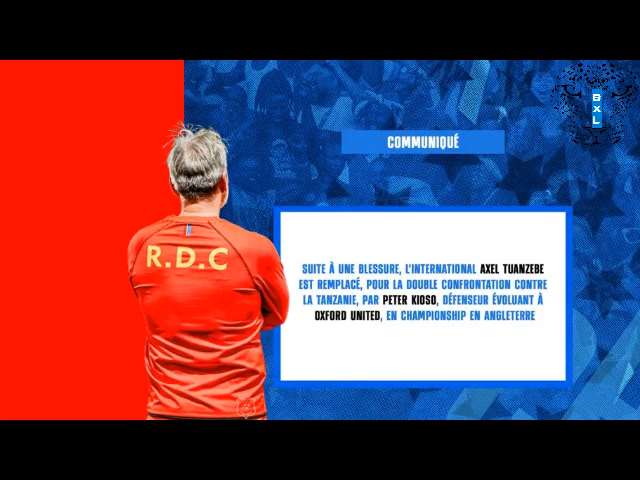 BXL
COMMUNIQUÉ
R.D.C
SUITE À UNE BLESSURE, L'INTERNATIONAL AXEL TUANZEBE
EST REMPLACÉ, POUR LA DOUBLE CONFRONTATION CONTRE
LA TANZANIE, PAR PETER KIOSO, DÉFENSEUR ÉVOLUANT À
OXFORD UNITED, EN CHAMPIONSHIP EN ANGLETERRE